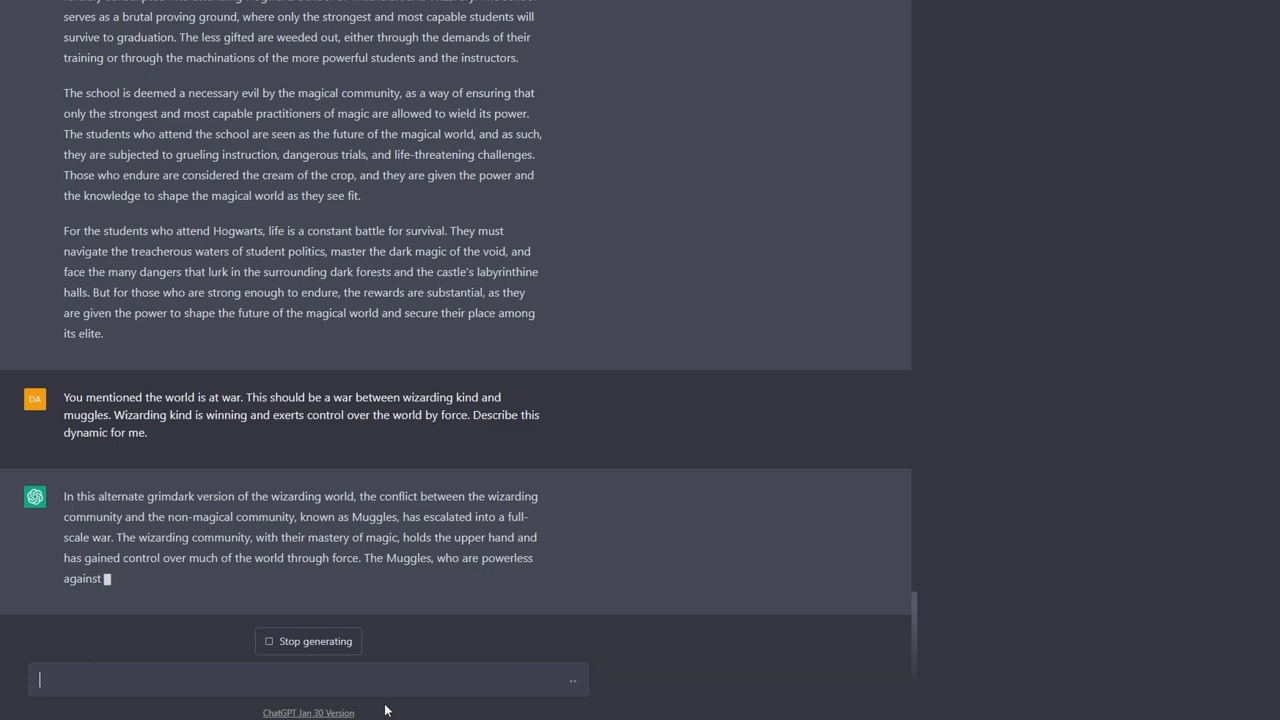 serves as a brutal proving ground, where only the strongest and most capable students will
survive to graduation. The less gifted are weeded out, either through the demands of their
training or through the machinations of the more powerful students and the instructors.
The school is deemed a necessary evil by the magical community, as a way of ensuring that
only the strongest and most capable practitioners of magic are allowed to wield its power.
The students who attend the school are seen as the future of the magical world, and as such,
they are subjected to grueling instruction, dangerous trials, and life-threatening challenges.
Those who endure are considered the cream of the crop, and they are given the power and
the knowledge to shape the magical world as they see fit.
For the students who attend Hogwarts, life is a constant battle for survival. They must
navigate the treacherous waters of student politics, master the dark magic of the void, and
face the many dangers that lurk in the surrounding dark forests and the castle's labyrinthine
halls. But for those who are strong enough to endure, the rewards are substantial, as they
are given the power to shape the future of the magical world and secure their place among
its elite.
DA
You mentioned the world is at war. This should be a war between wizarding kind and
muggles. Wizarding kind is winning and exerts control over the world by force. Describe this
dynamic for me.
In this alternate grimdark version of the wizarding world, the conflict between the wizarding
community and the non-magical community, known as Muggles, has escalated into a full-
scale war. The wizarding community, with their mastery of magic, holds the upper hand and
has gained control over much of the world through force. The Muggles, who are powerless
against
Stop generating
ChatGPT Jan 30 Version